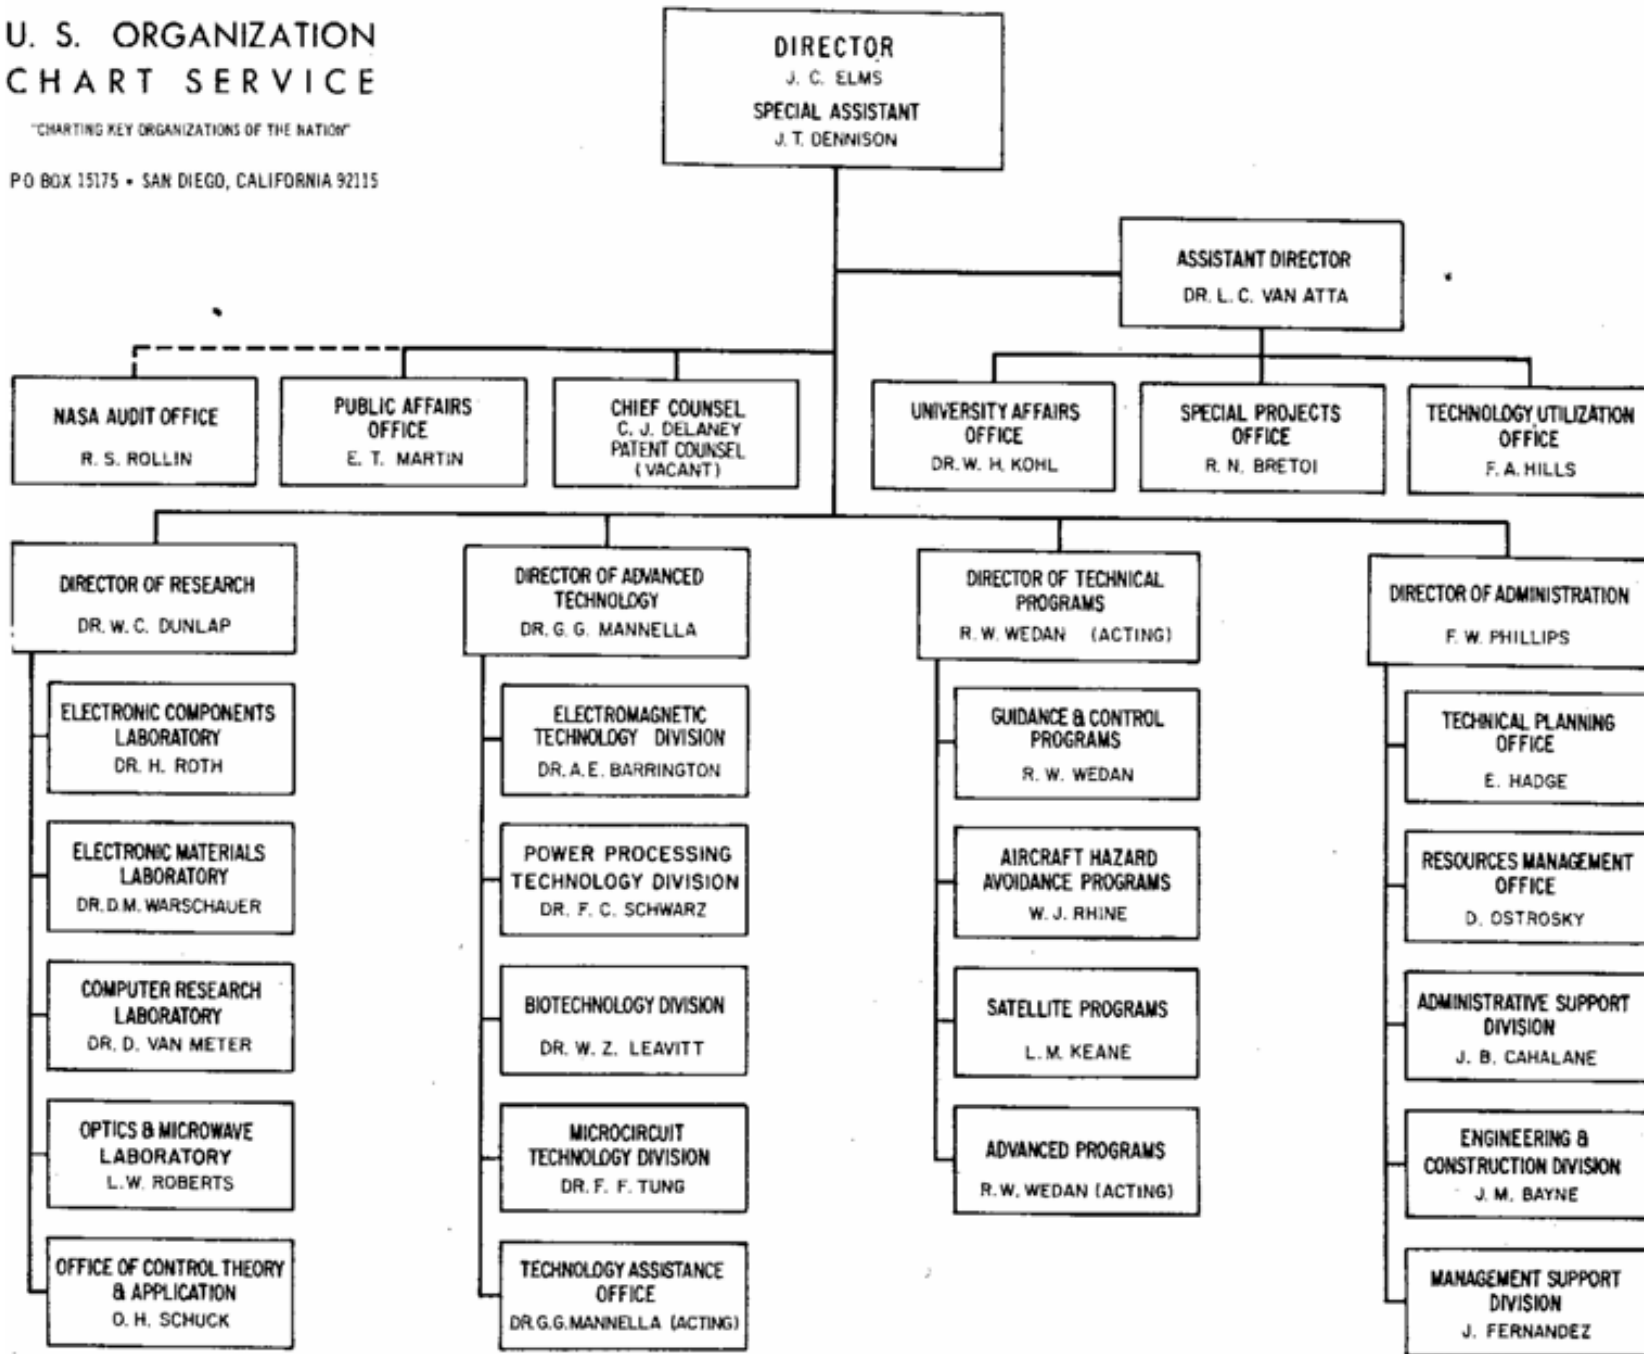 U. S. ORGANIZATION
CHART SERVICE
"CHARTING KEY ORGANIZATIONS OF THE NATION"
P O BOX 15175 • SAN DIEGO, CALIFORNIA 92115
DIRECTOR
J. C. ELMS
SPECIAL ASSISTANT
J. T. DENNISON
ASSISTANT DIRECTOR
DR. L. C. VAN ATTA
NASA AUDIT OFFICE
R. S. ROLLIN
PUBLIC AFFAIRS
OFFICE
E. T. MARTIN
CHIEF COUNSEL
C. J. DELANEY
PATENT COUNSEL
(VACANT)
UNIVERSITY AFFAIRS
OFFICE
DR. W. H. KOHL
SPECIAL PROJECTS
OFFICE
R. N. BRETOI
TECHNOLOGY UTILIZATION
OFFICE
F. A. HILLS
DIRECTOR OF RESEARCH
DR. W. C. DUNLAP
ELECTRONIC COMPONENTS
LABORATORY
DR. H. ROTH
ELECTRONIC MATERIALS
LABORATORY
DR. D.M. WARSCHAUER
COMPUTER RESEARCH
LABORATORY
DR. D. VAN METER
OPTICS & MICROWAVE
LABORATORY
L. W. ROBERTS
OFFICE OF CONTROL THEORY
& APPLICATION
O. H. SCHUCK
DIRECTOR OF ADVANCED
TECHNOLOGY
DR. G. G. MANNELLA
ELECTROMAGNETIC
TECHNOLOGY DIVISION
DR. A. E. BARRINGTON
POWER PROCESSING
TECHNOLOGY DIVISION
DR. F. C. SCHWARZ
BIOTECHNOLOGY DIVISION
DR. W. Z. LEAVITT
MICROCIRCUIT
TECHNOLOGY DIVISION
DR. F. F. TUNG
TECHNOLOGY ASSISTANCE
OFFICE
DR. G.G. MANNELLA (ACTING)
DIRECTOR OF TECHNICAL
PROGRAMS
R. W. WEDAN (ACTING)
GUIDANCE & CONTROL
PROGRAMS
R. W. WEDAN
AIRCRAFT HAZARD
AVOIDANCE PROGRAMS
W. J. RHINE
SATELLITE PROGRAMS
L. M. KEANE
ADVANCED PROGRAMS
R. W. WEDAN (ACTING)
DIRECTOR OF ADMINISTRATION
F. W. PHILLIPS
TECHNICAL PLANNING
OFFICE
E. HADGE
RESOURCES MANAGEMENT
OFFICE
D. OSTROSKY
ADMINISTRATIVE SUPPORT
DIVISION
J. B. CAHALANE
ENGINEERING &
CONSTRUCTION DIVISION
J. M. BAYNE
MANAGEMENT SUPPORT
DIVISION
J. FERNANDEZ